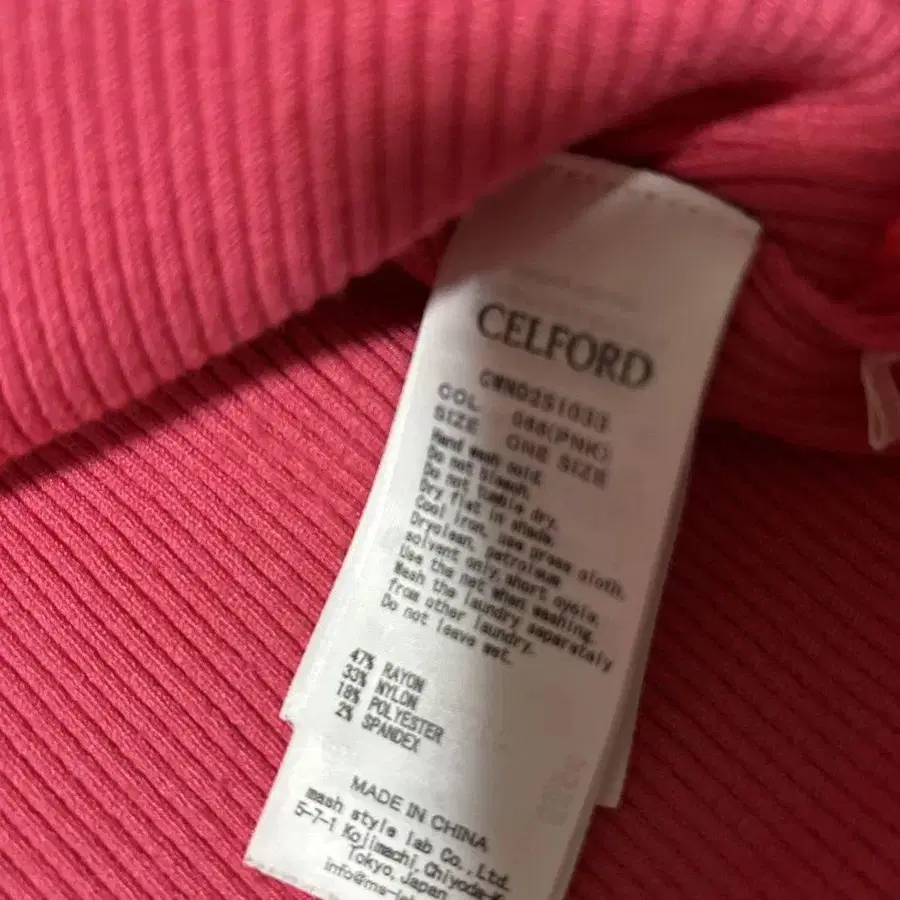 CELFORD
CWNO251033
COL 068(PNK)
SIZE ONE SIZE
Hand wash cold.
Do not bleach.
Do not tumble dry.
Dry flat in shade.
Cool iron, use press cloth.
Dryclean, petroleum
solvent only, short cycle.
Use the net when washing.
Wash the laundry separately
from other laundry.
Do not leave wet.
47% RAYON
33% NYLON
18% POLYESTER
2% SPANDEX
MADE IN CHINA
mash style lab Co., Ltd.
5-7-1 Kojimachi, Chiyoda-K
Tokyo, Japan
info@ms-